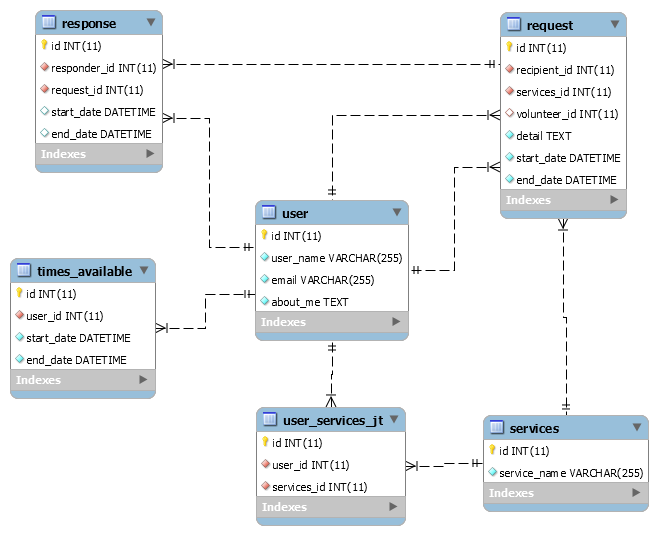 response
id INT(11)
responder_id INT(11)
request_id INT(11)
start_date DATETIME
end_date DATETIME
Indexes
request
id INT(11)
recipient_id INT(11)
services_id INT(11)
volunteer_id INT(11)
detail TEXT
start_date DATETIME
end_date DATETIME
Indexes
user
id INT(11)
user_name VARCHAR(255)
email VARCHAR(255)
about_me TEXT
Indexes
times_available
id INT(11)
user_id INT(11)
start_date DATETIME
end_date DATETIME
Indexes
user_services_jt
id INT(11)
user_id INT(11)
services_id INT(11)
Indexes
services
id INT(11)
service_name VARCHAR(255)
Indexes